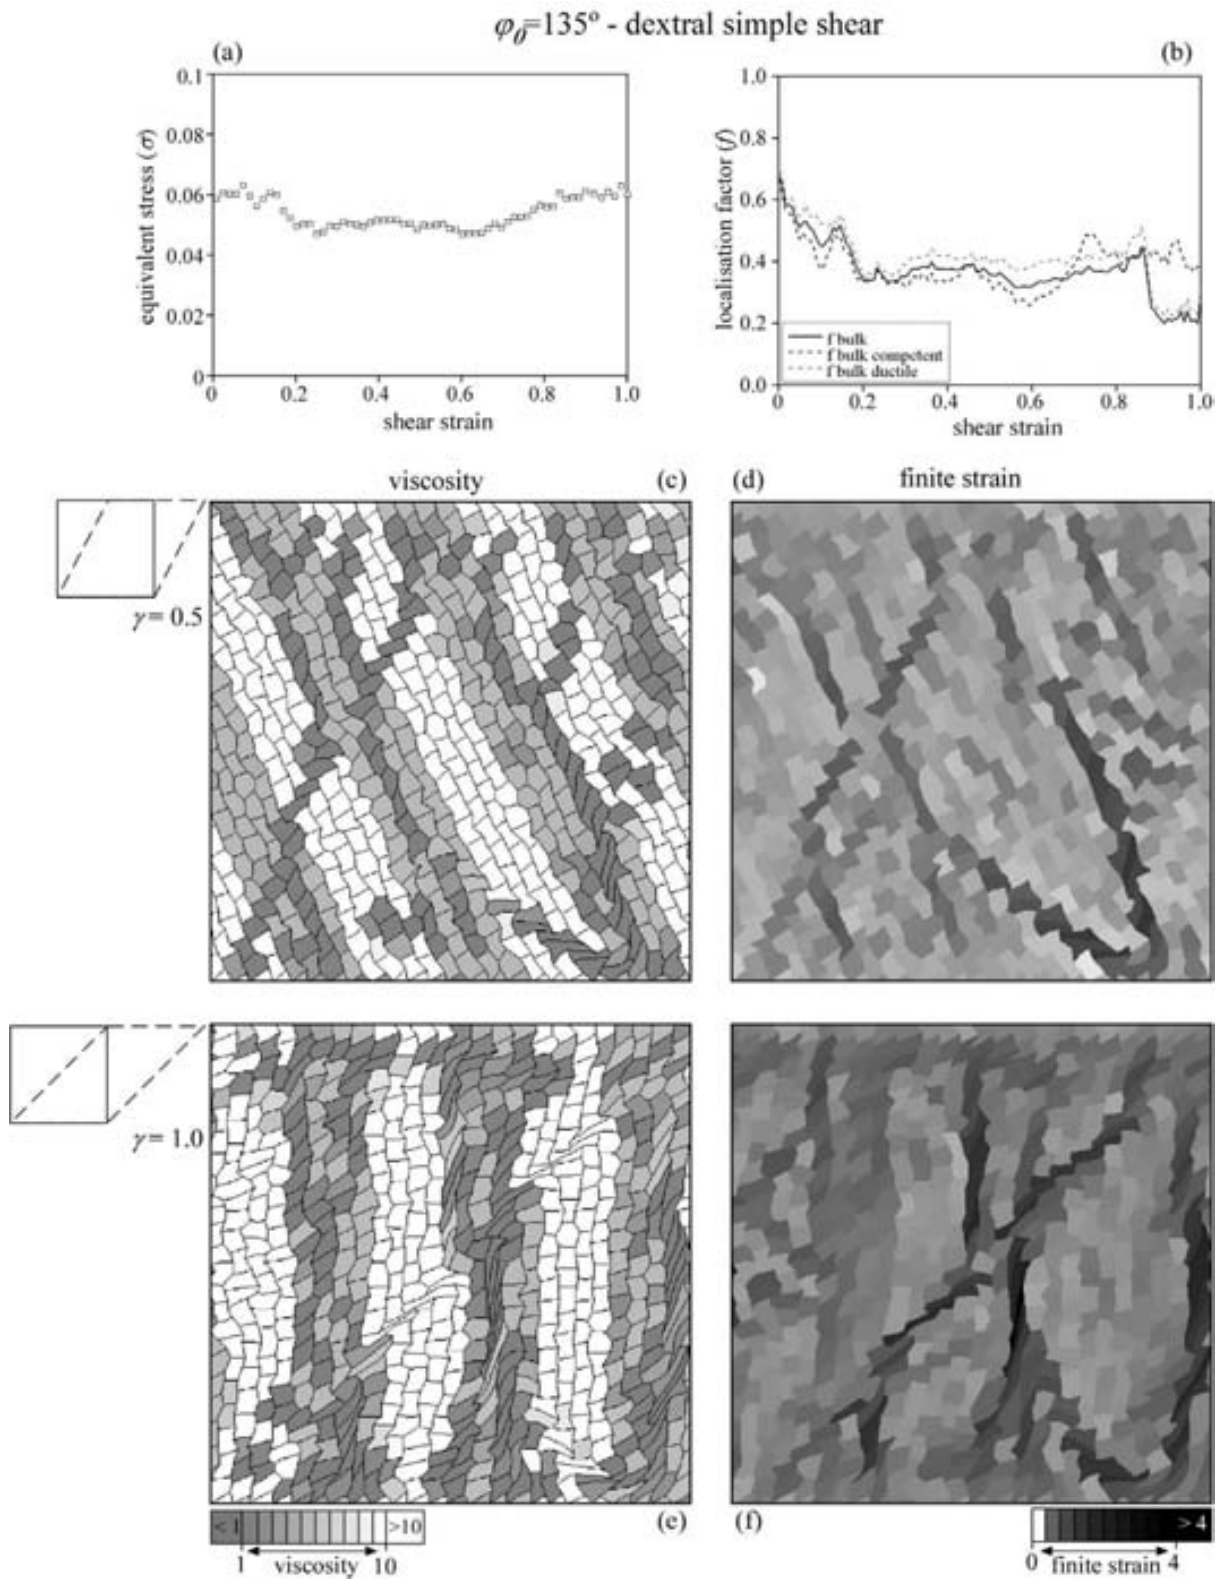 φ0=135° - dextral simple shear
(a)
(b)
0.1
0.08
0.06
0.04
0.02
0
equivalent stress (σ)
0 0.2 0.4 0.6 0.8 1.0
shear strain
1.0
0.8
0.6
0.4
0.2
0.0
localisation factor (f)
f bulk
f bulk competent
f bulk ductile
0 0.2 0.4 0.6 0.8 1.0
shear strain
viscosity
(c)
(d)
finite strain
γ = 0.5
γ = 1.0
< 1
>10
(e)
(f)
> 4
1 viscosity 10
0 finite strain 4